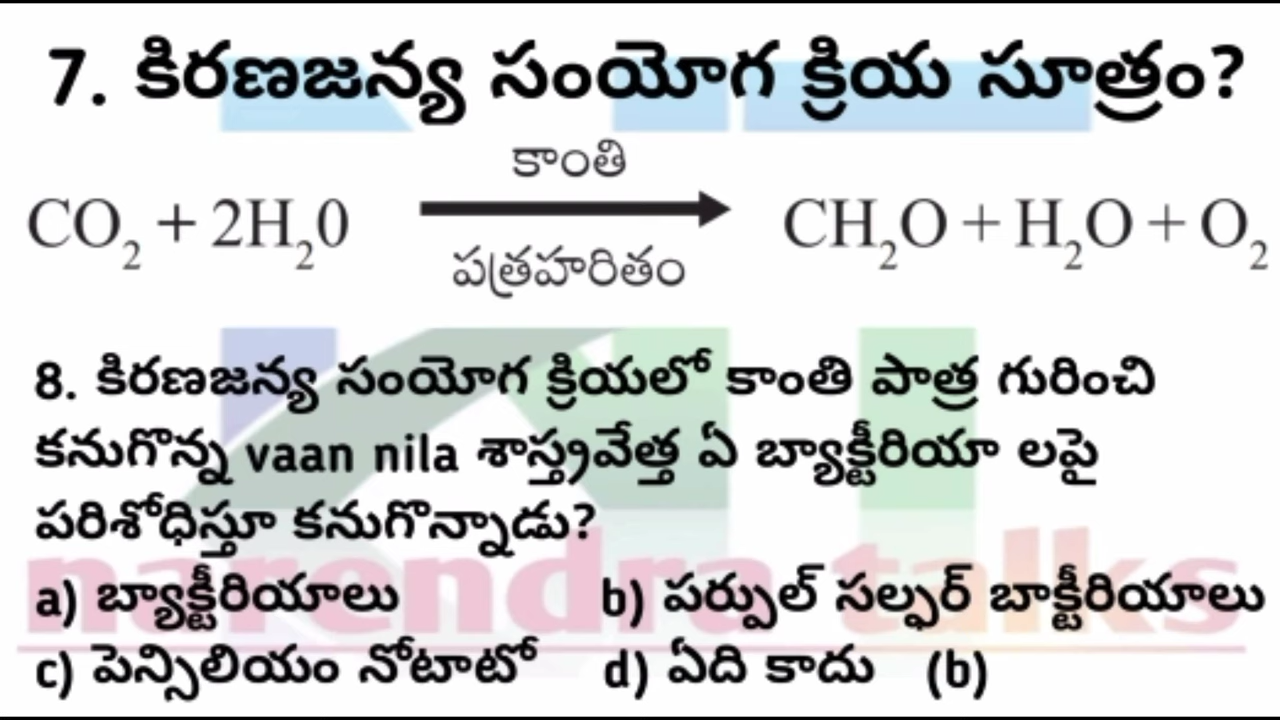 7. కిరణజన్య సంయోగ క్రియ సూత్రం?
కాంతి
CO₂ + 2H₂0 → CH₂O + H₂O + O₂
పత్రహరితం
8. కిరణజన్య సంయోగ క్రియలో కాంతి పాత్ర గురించి
కనుగొన్న vaan nila శాస్త్రవేత్త ఏ బ్యాక్టీరియా లపై
పరిశోధిస్తూ కనుగొన్నాడు?
a) బ్యాక్టీరియాలు b) పర్పుల్ సల్ఫర్ బాక్టీరియాలు
c) పెన్సిలియం నోటాటో d) ఏది కాదు (b)
narendra talks